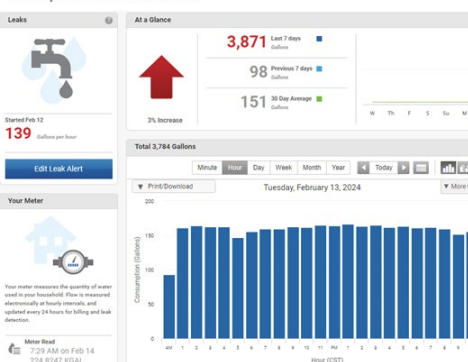 Leaks
At a Glance
3,871 Last 7 days
Gallons
98 Previous 7 days
Gallons
151 30 Day Average
Gallons
3% Increase
W Th F S Su M
Started Feb 12
139 Gallons per hour
Edit Leak Alert
Total 3,784 Gallons
Minute Hour Day Week Month Year Today
Print/Download
Tuesday, February 13, 2024
More
Consumption (Gallons)
200
150
100
50
0
AM 1 2 3 4 5 6 7 8 9 10 11 PM 1 2 3 4 5 6 7 8 9
Hour (CST)
Your Meter
Your meter measures the quantity of water
used in your household. Flow is measured
electronically at hourly intervals, and
updated every 24 hours for billing and leak
detection.
Meter Read
7:29 AM on Feb 14
224.8247 KGAL